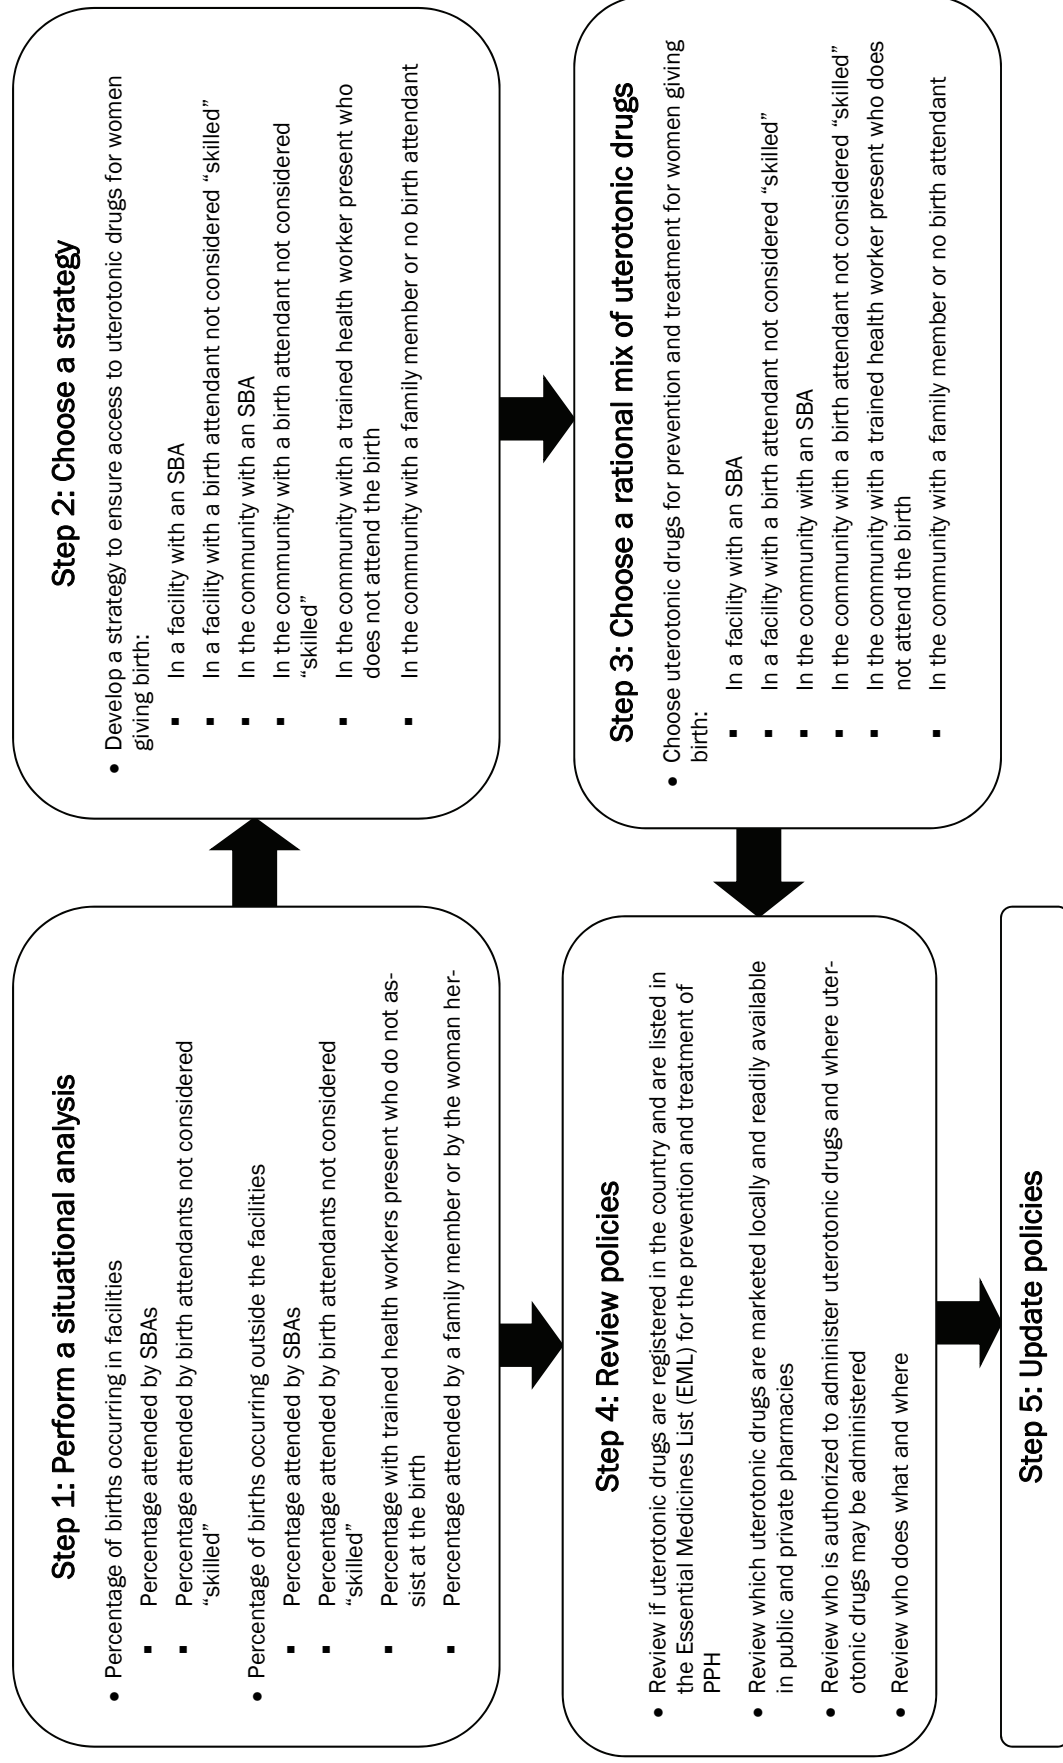 Step 1: Perform a situational analysis
• Percentage of births occurring in facilities
▪ Percentage attended by SBAs
▪ Percentage attended by birth attendants not considered
“skilled”
• Percentage of births occurring outside the facilities
▪ Percentage attended by SBAs
▪ Percentage attended by birth attendants not considered
“skilled”
▪ Percentage with trained health workers present who do not as-
sist at the birth
▪ Percentage attended by a family member or by the woman her-
Step 2: Choose a strategy
• Develop a strategy to ensure access to uterotonic drugs for women
giving birth:
▪ In a facility with an SBA
▪ In a facility with a birth attendant not considered “skilled”
▪ In the community with an SBA
▪ In the community with a birth attendant not considered
“skilled”
▪ In the community with a trained health worker present who
does not attend the birth
▪ In the community with a family member or no birth attendant
Step 3: Choose a rational mix of uterotonic drugs
• Choose uterotonic drugs for prevention and treatment for women giving
birth:
▪ In a facility with an SBA
▪ In a facility with a birth attendant not considered “skilled”
▪ In the community with an SBA
▪ In the community with a birth attendant not considered “skilled”
▪ In the community with a trained health worker present who does
not attend the birth
▪ In the community with a family member or no birth attendant
Step 4: Review policies
• Review if uterotonic drugs are registered in the country and are listed in
the Essential Medicines List (EML) for the prevention and treatment of
PPH
• Review which uterotonic drugs are marketed locally and readily available
in public and private pharmacies
• Review who is authorized to administer uterotonic drugs and where uter-
otonic drugs may be administered
• Review who does what and where
Step 5: Update policies